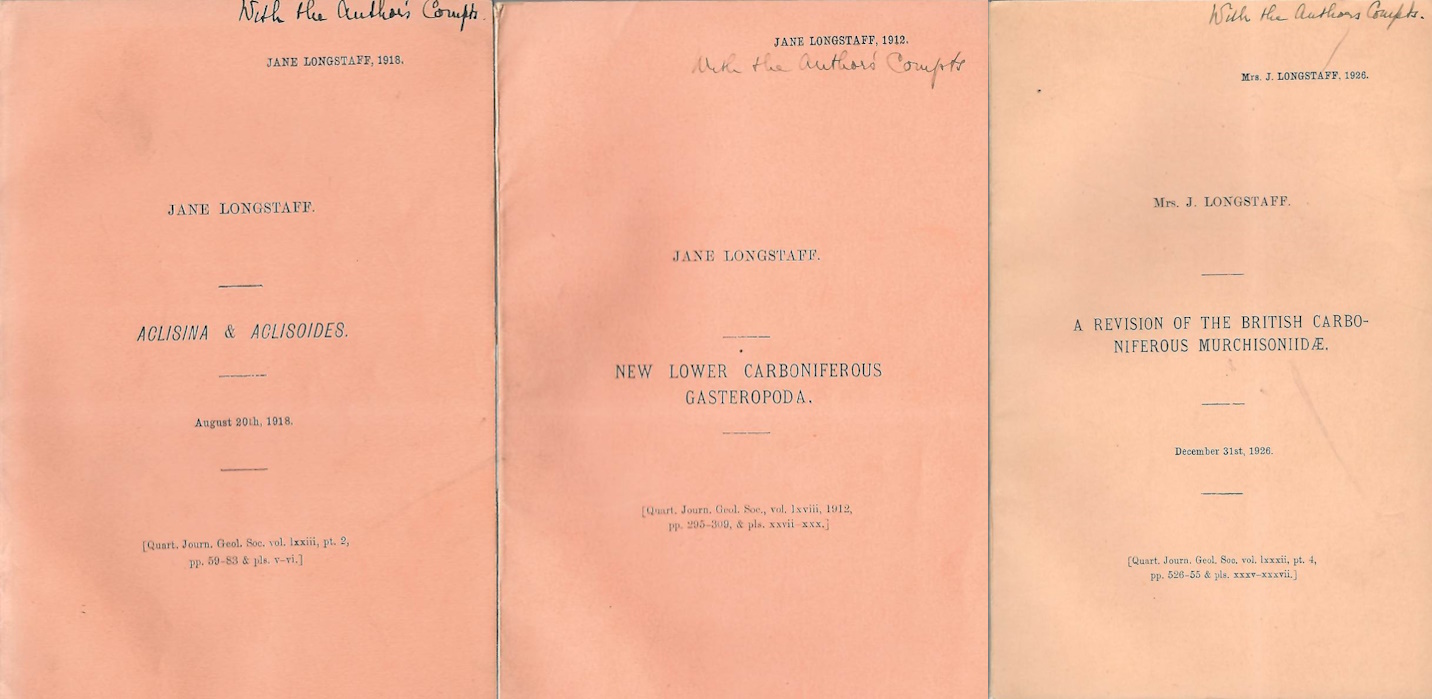 With the Author's Compts.
JANE LONGSTAFF, 1918.
JANE LONGSTAFF.
ACLISINA & ACLISOIDES.
August 20th, 1918.
[Quart. Journ. Geol. Soc. vol. lxxiii, pt. 2,
pp. 59–83 & pls. v–vi.]
JANE LONGSTAFF, 1912.
With the Author's Compts
JANE LONGSTAFF.
NEW LOWER CARBONIFEROUS
GASTEROPODA.
[Quart. Journ. Geol. Soc., vol. lxviii, 1912,
pp. 295–309, & pls. xxvii–xxx.]
With the Authors Compts.
Mrs. J. LONGSTAFF, 1926.
Mrs. J. LONGSTAFF.
A REVISION OF THE BRITISH CARBO-
NIFEROUS MURCHISONIIDÆ.
December 31st, 1926.
[Quart. Journ. Geol. Soc. vol. lxxxii, pt. 4,
pp. 526–55 & pls. xxxv–xxxvii.]